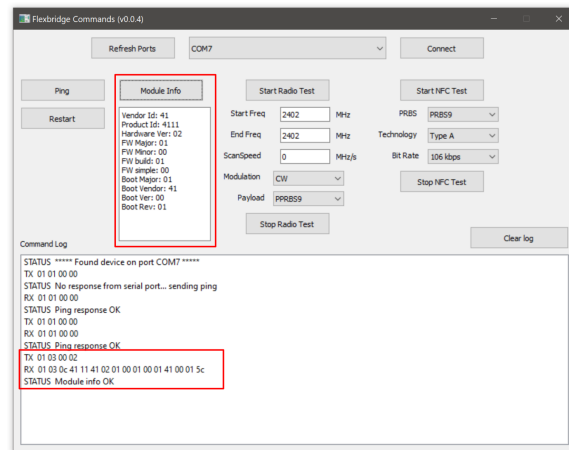 Flexbridge Commands (v0.0.4)
Refresh Ports COM7 Connect
Ping Module Info Start Radio Test Start NFC Test
Restart
Vendor Id: 41
Product Id: 4111
Hardware Ver: 02
FW Major: 01
FW Minor: 00
FW build: 01
FW simple: 00
Boot Major: 01
Boot Vendor: 41
Boot Ver: 00
Boot Rev: 01
Start Freq 2402 MHz PRBS PRBS9
End Freq 2402 MHz Technology Type A
ScanSpeed 0 MHz/s Bit Rate 106 kbps
Modulation CW Stop NFC Test
Payload PPRBS9
Stop Radio Test
Clear log
Command Log
STATUS ***** Found device on port COM7 *****
TX 01 01 00 00
STATUS No response from serial port... sending ping
RX 01 01 00 00
STATUS Ping response OK
TX 01 01 00 00
RX 01 01 00 00
STATUS Ping response OK
TX 01 03 00 02
RX 01 03 0c 41 11 41 02 01 00 01 00 01 41 00 01 5c
STATUS Module info OK